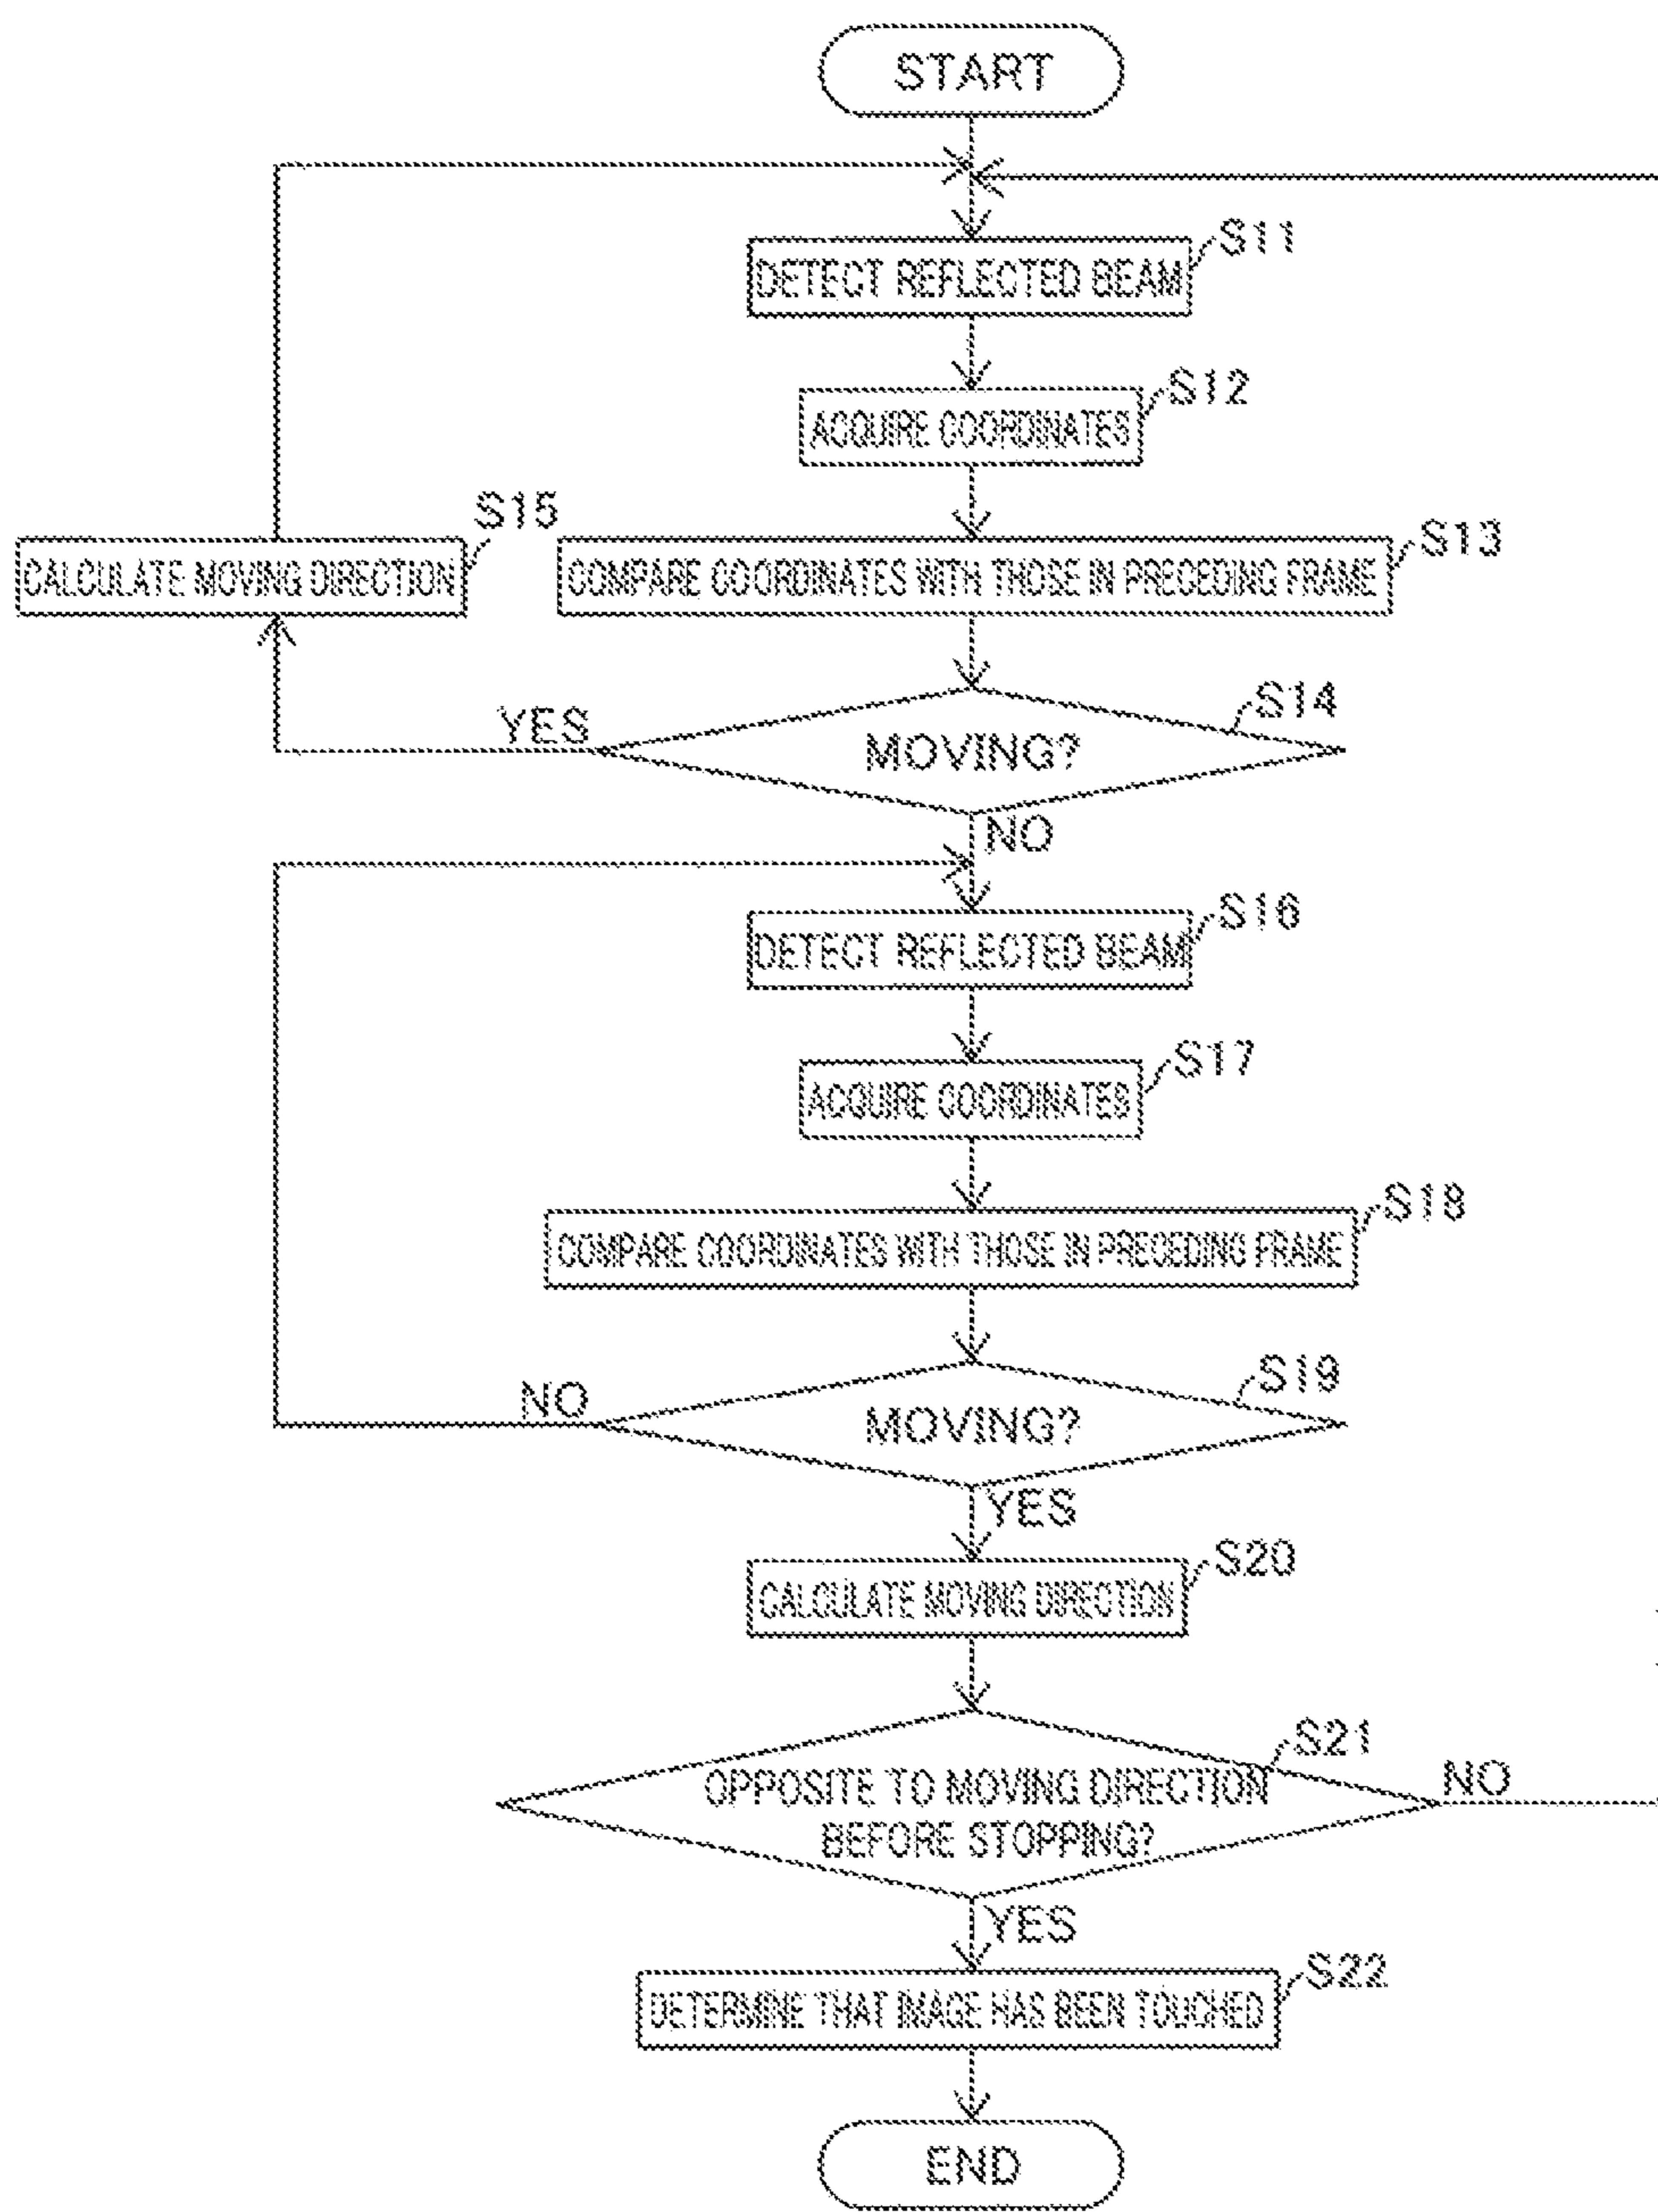 START
S11
DETECT REFLECTED BEAM
S12
ACQUIRE COORDINATES
S15
CALCULATE MOVING DIRECTION
S13
COMPARE COORDINATES WITH THOSE IN PRECEDING FRAME
S14
YES
MOVING?
NO
S16
DETECT REFLECTED BEAM
S17
ACQUIRE COORDINATES
S18
COMPARE COORDINATES WITH THOSE IN PRECEDING FRAME
S19
NO
MOVING?
YES
S20
CALCULATE MOVING DIRECTION
S21
OPPOSITE TO MOVING DIRECTION
BEFORE STOPPING?
NO
YES
S22
DETERMINE THAT IMAGE HAS BEEN TOUCHED
END